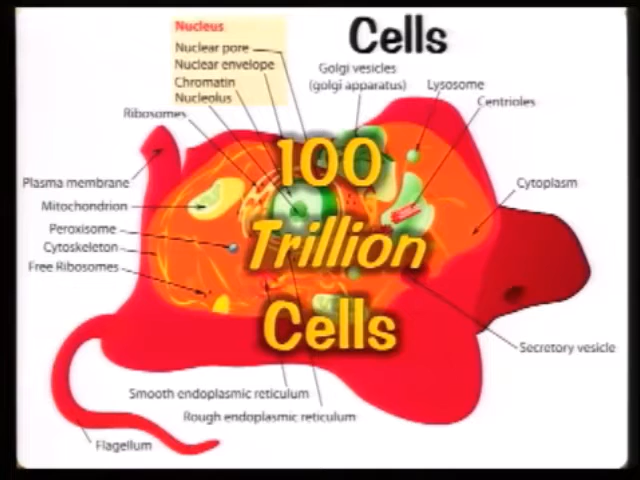 Cells
Nucleus
Nuclear pore
Nuclear envelope
Chromatin
Nucleolus
Golgi vesicles
(golgi apparatus)
Lysosome
Centrioles
Ribosomes
100
Trillion
Cells
Plasma membrane
Mitochondrion
Peroxisome
Cytoskeleton
Free Ribosomes
Cytoplasm
Secretory vesicle
Smooth endoplasmic reticulum
Rough endoplasmic reticulum
Flagellum